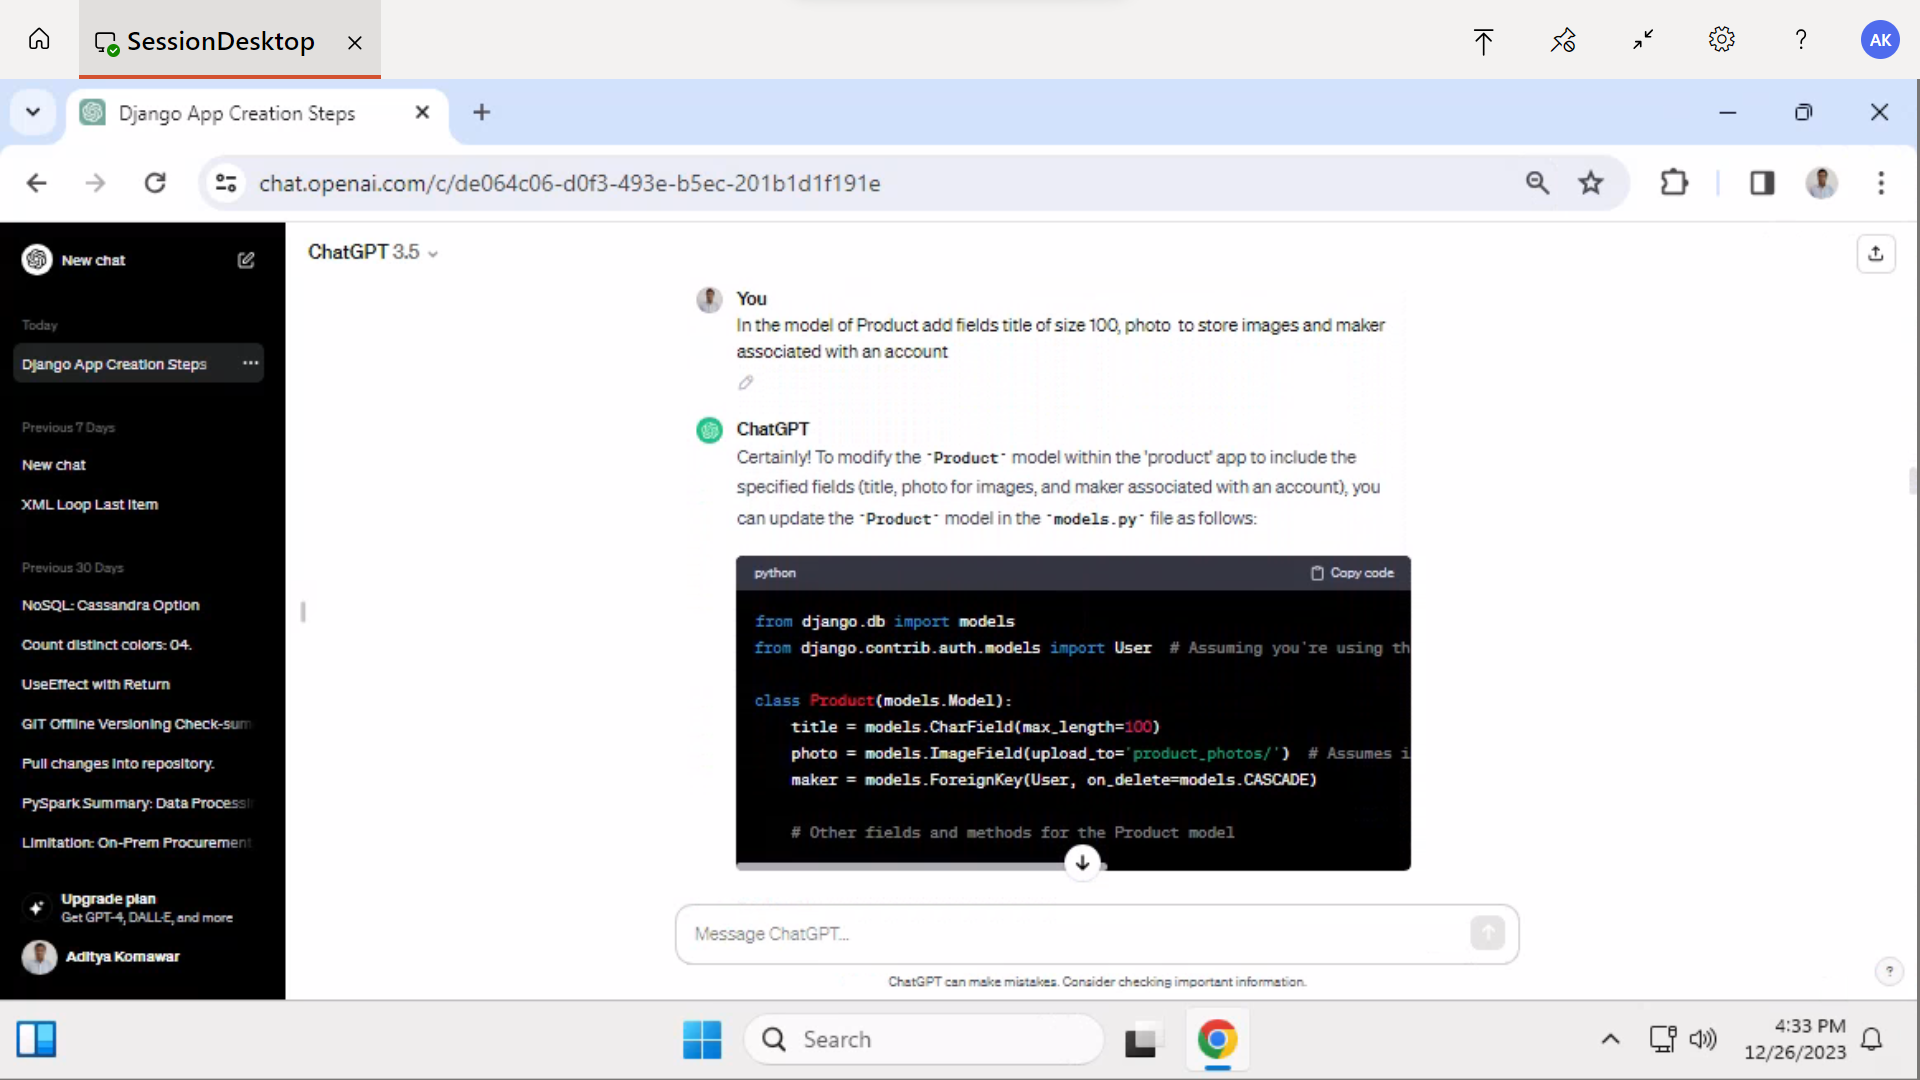 SessionDesktop
AK
Django App Creation Steps
chat.openai.com/c/de064c06-d0f3-493e-b5ec-201b1d1f191e
New chat
Today
Django App Creation Steps
Previous 7 Days
New chat
XML Loop Last Item
Previous 30 Days
NoSQL: Cassandra Option
Count distinct colors: 04.
UseEffect with Return
GIT Offline Versioning Check-sum
Pull changes into repository.
PySpark Summary: Data Processi
Limitation: On-Prem Procurement
Upgrade plan
Get GPT-4, DALL·E, and more
Aditya Komawar
ChatGPT 3.5
You
In the model of Product add fields title of size 100, photo to store images and maker
associated with an account
ChatGPT
Certainly! To modify the `Product` model within the 'product' app to include the
specified fields (title, photo for images, and maker associated with an account), you
can update the `Product` model in the `models.py` file as follows:
python
Copy code
from django.db import models
from django.contrib.auth.models import User # Assuming you're using th
class Product(models.Model):
title = models.CharField(max_length=100)
photo = models.ImageField(upload_to='product_photos/') # Assumes i
maker = models.ForeignKey(User, on_delete=models.CASCADE)
# Other fields and methods for the Product model
Message ChatGPT...
ChatGPT can make mistakes. Consider checking important information.
?
Search
4:33 PM
12/26/2023